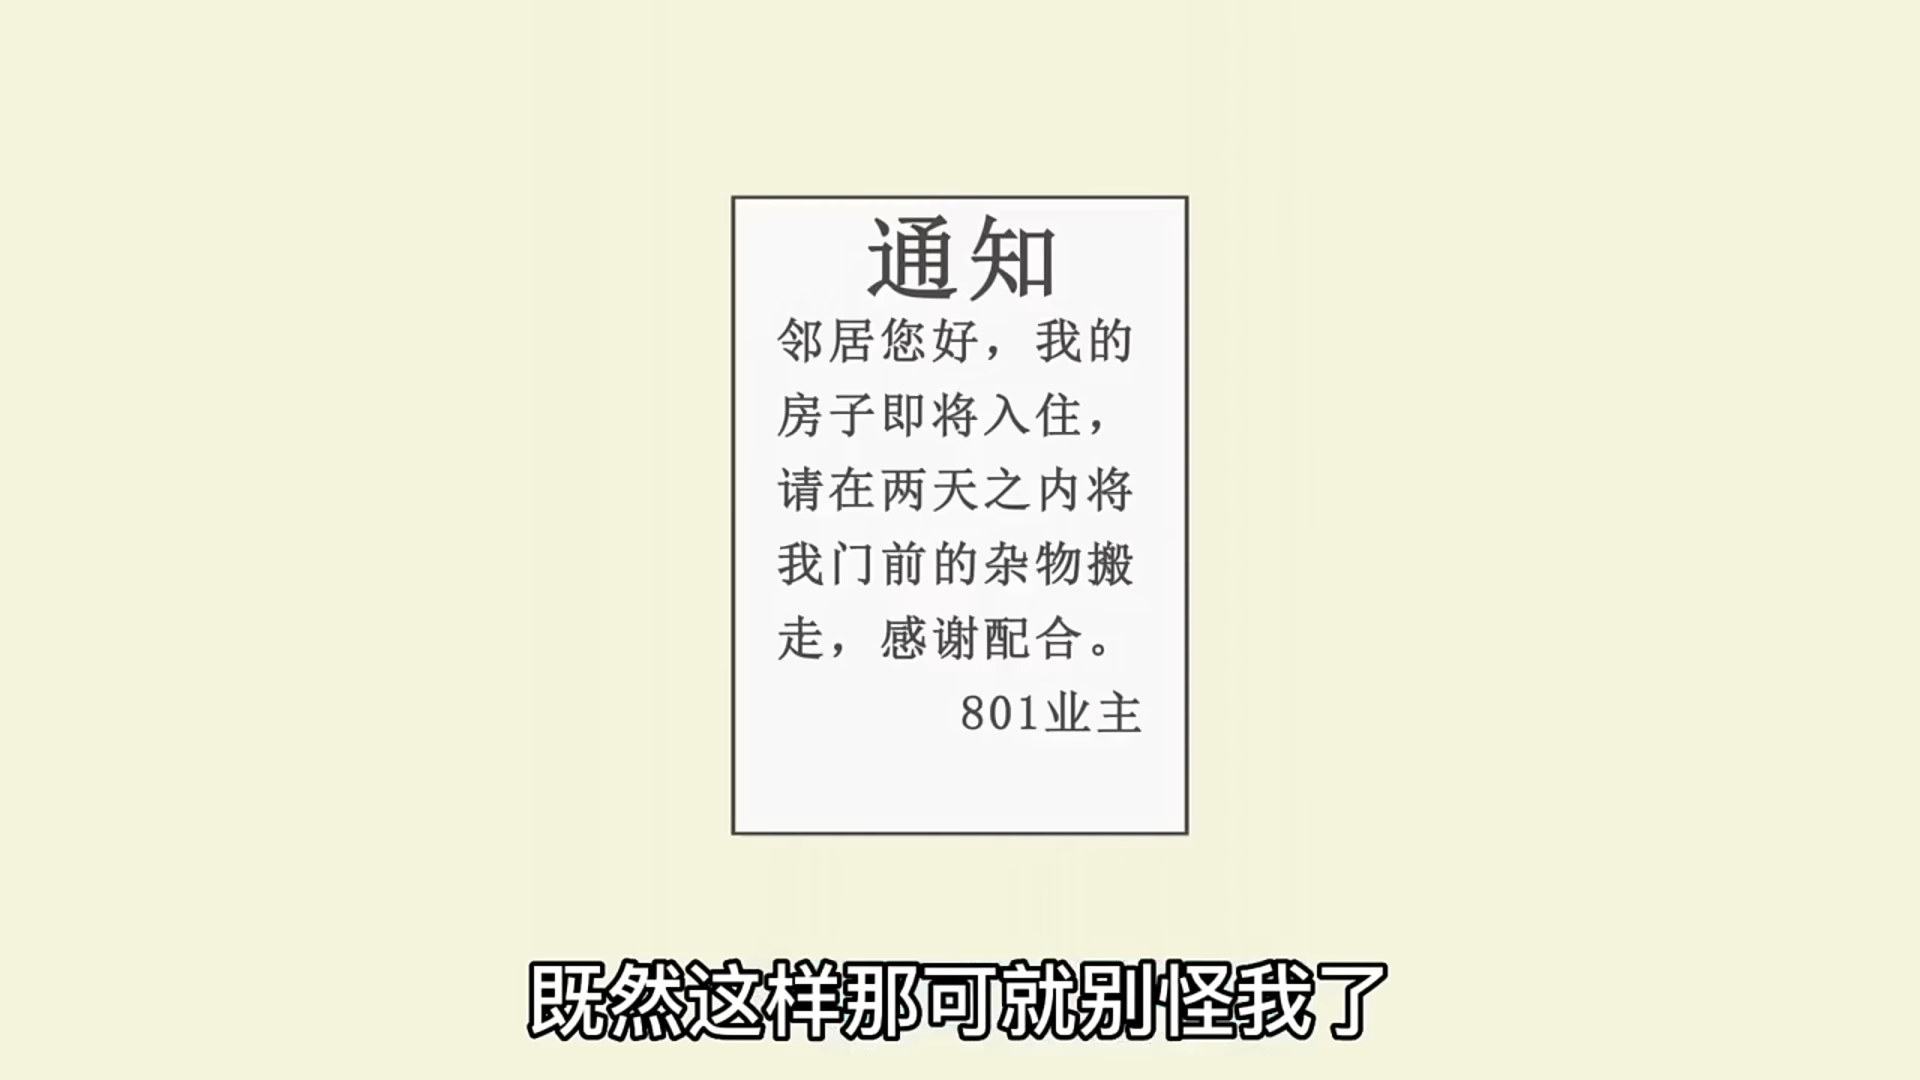 通知
邻居您好，我的
房子即将入住，
请在两天之内将
我门前的杂物搬
走，感谢配合。
801业主
既然这样那可就别怪我了